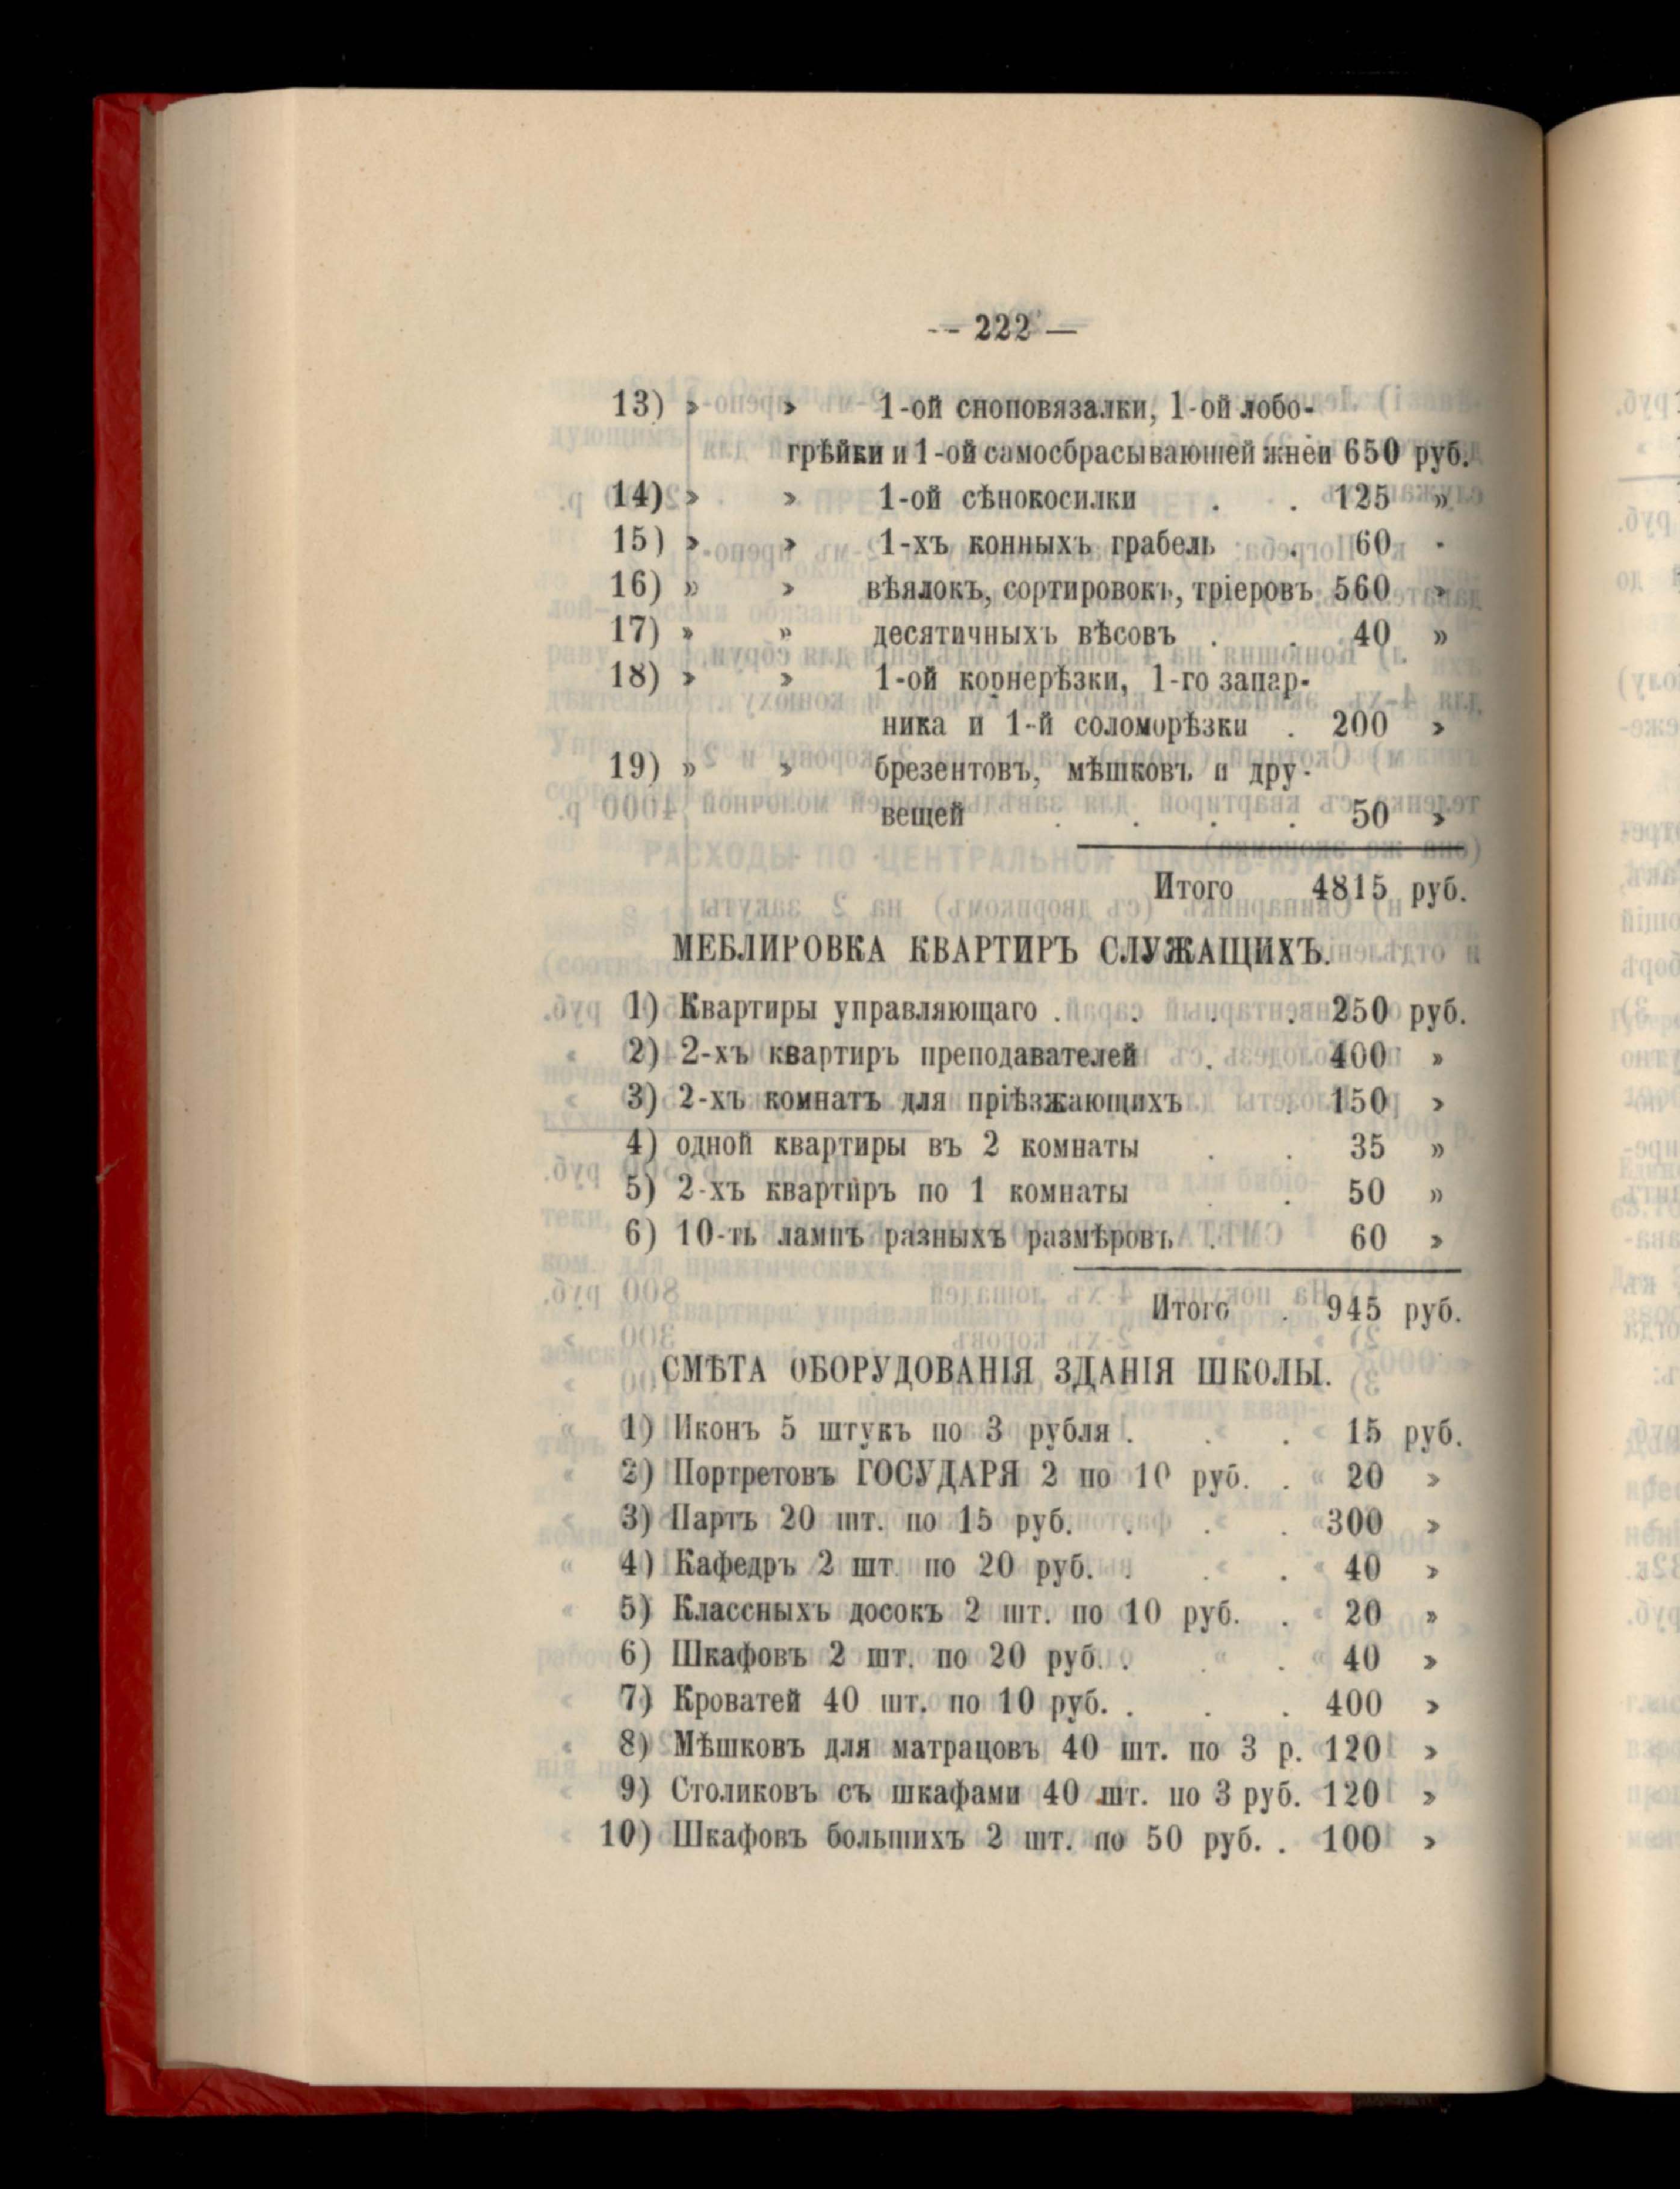 — 222 —
13) » » 1-ой сноповязалки, 1-ой лобо-
грѣйки и 1-ой самосбрасывающей жнеи 650 руб.
14) » » 1-ой сѣнокосилки . . 125 »
15) » » 1-хъ конныхъ грабель . 60 »
16) » » вѣялокъ, сортировокъ, тріеровъ 560 »
17) » » десятичныхъ вѣсовъ . . 40 »
18) » » 1-ой корнерѣзки, 1-го запар-
ника и 1-й соломорѣзки . 200 »
19) » » брезентовъ, мѣшковъ и дру-
вещей . . . . 50 »
Итого 4815 руб.
МЕБЛИРОВКА КВАРТИРЪ СЛУЖАЩИХЪ.
1) Квартиры управляющаго . . . . 250 руб.
2) 2-хъ квартиръ преподавателей . 400 »
3) 2-хъ комнатъ для пріѣзжающихъ . 150 »
4) одной квартиры въ 2 комнаты . . 35 »
5) 2-хъ квартиръ по 1 комнаты . . 50 »
6) 10-ть лампъ разныхъ размѣровъ . 60 »
Итого . 945 руб.
СМѢТА ОБОРУДОВАНІЯ ЗДАНІЯ ШКОЛЫ.
1) Иконъ 5 штукъ по 3 рубля . . . 15 руб.
2) Портретовъ ГОСУДАРЯ 2 по 10 руб. . 20 »
3) Партъ 20 шт. по 15 руб. . . . 300 »
4) Кафедръ 2 шт. по 20 руб. . . . 40 »
5) Классныхъ досокъ 2 шт. по 10 руб. . 20 »
6) Шкафовъ 2 шт. по 20 руб. . . 40 »
7) Кроватей 40 шт. по 10 руб. . . . 400 »
8) Мѣшковъ для матрацовъ 40 шт. по 3 р. 120 »
9) Столиковъ съ шкафами 40 шт. по 3 руб. 120 »
10) Шкафовъ большихъ 2 шт. по 50 руб. . 100 »